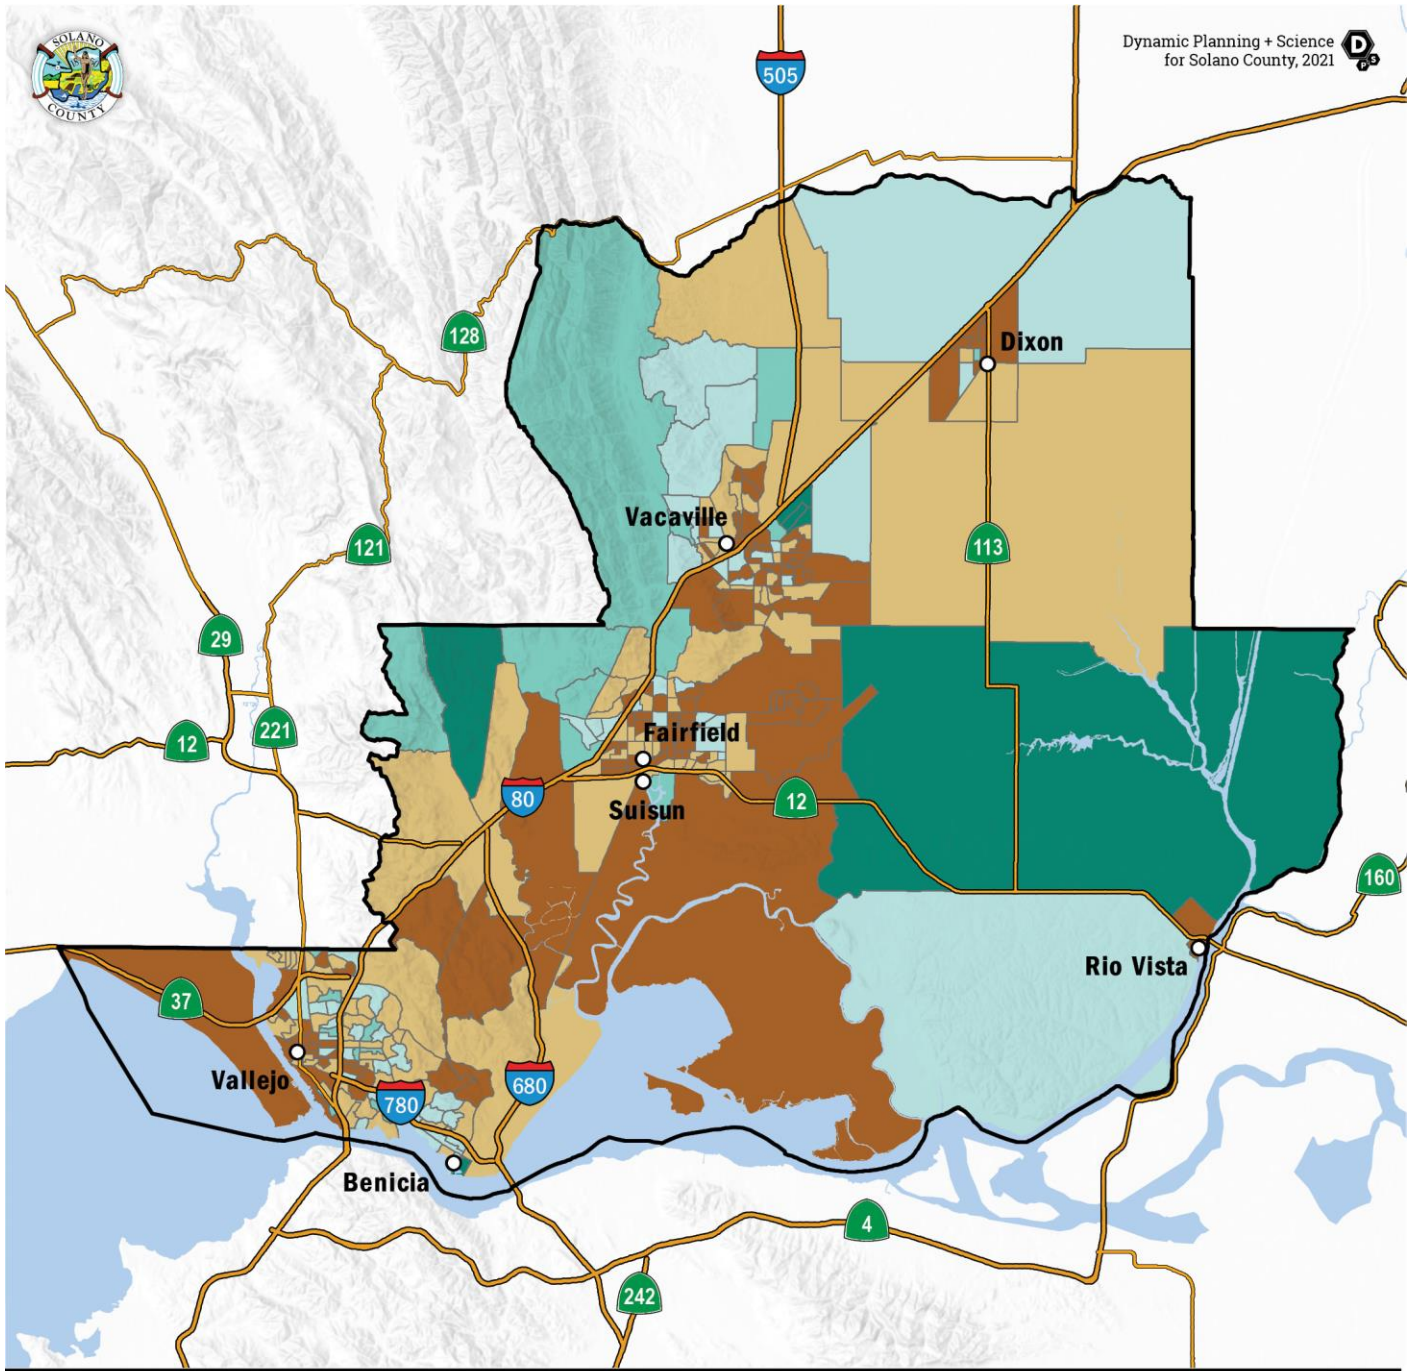 SOLANO
COUNTY
Dynamic Planning + Science
for Solano County, 2021
D
P S
505
128
Dixon
Vacaville
121
113
29
221
12
Fairfield
80
Suisun
12
160
Rio Vista
37
Vallejo
680
780
Benicia
4
242